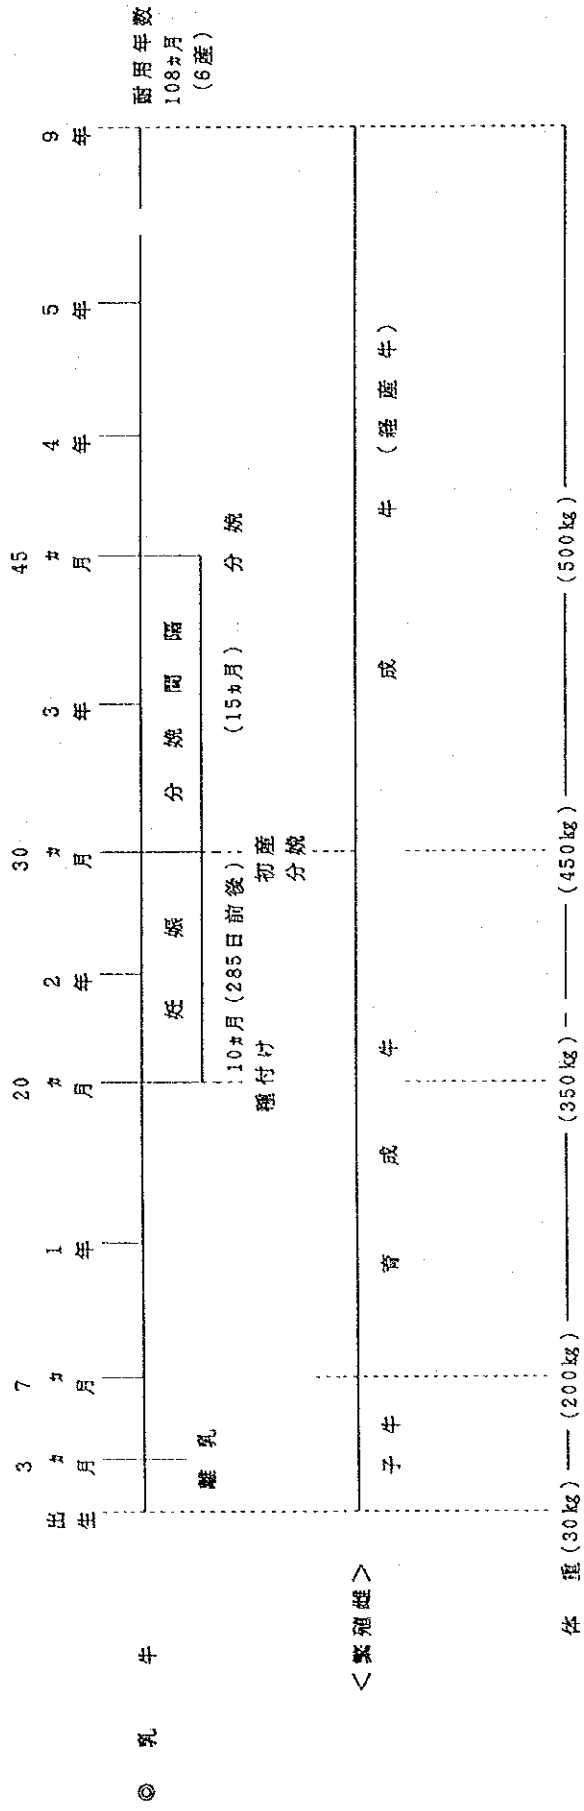 ◎ 乳 牛
出生
3ヵ月
7ヵ月
1年
20ヵ月
2年
30ヵ月
3年
45ヵ月
4年
5年
9年
耐用年数
108ヵ月
(6産)
離乳
妊娠
分娩間隔
10ヵ月(285日前後)
(15ヵ月)
種付け
初産
分娩
分娩
<繁殖雌>
子牛
育成牛
成牛(経産牛)
体 重(30kg)
(200kg)
(350kg)
(450kg)
(500kg)